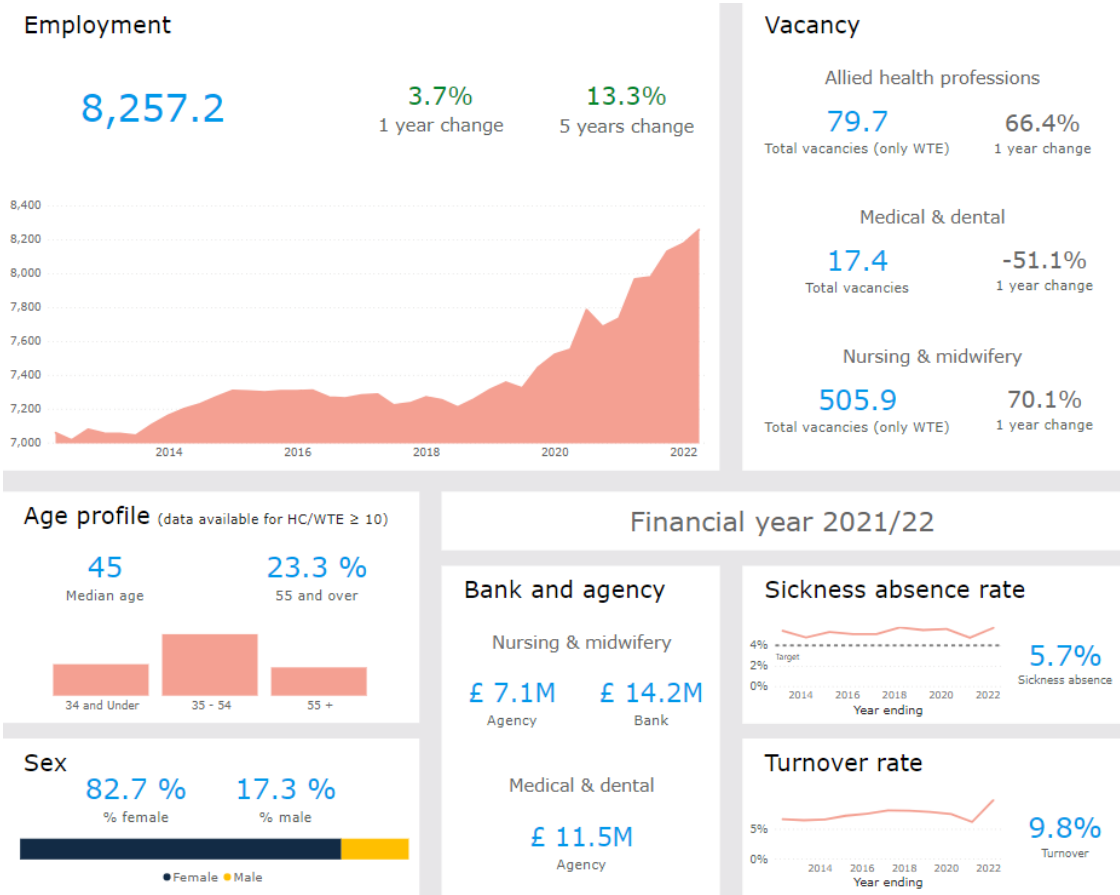 Employment
8,257.2
3.7%
1 year change
13.3%
5 years change
8,400
8,200
8,000
7,800
7,600
7,400
7,200
7,000
2014 2016 2018 2020 2022
Vacancy
Allied health professions
79.7
Total vacancies (only WTE)
66.4%
1 year change
Medical & dental
17.4
Total vacancies
-51.1%
1 year change
Nursing & midwifery
505.9
Total vacancies (only WTE)
70.1%
1 year change
Age profile (data available for HC/WTE ≥ 10)
45
Median age
23.3 %
55 and over
34 and Under 35 - 54 55 +
Sex
82.7 %
% female
17.3 %
% male
Female Male
Financial year 2021/22
Bank and agency
Nursing & midwifery
£ 7.1M
Agency
£ 14.2M
Bank
Medical & dental
£ 11.5M
Agency
Sickness absence rate
4%
Target
2%
0%
2014 2016 2018 2020 2022
Year ending
5.7%
Sickness absence
Turnover rate
5%
0%
2014 2016 2018 2020 2022
Year ending
9.8%
Turnover